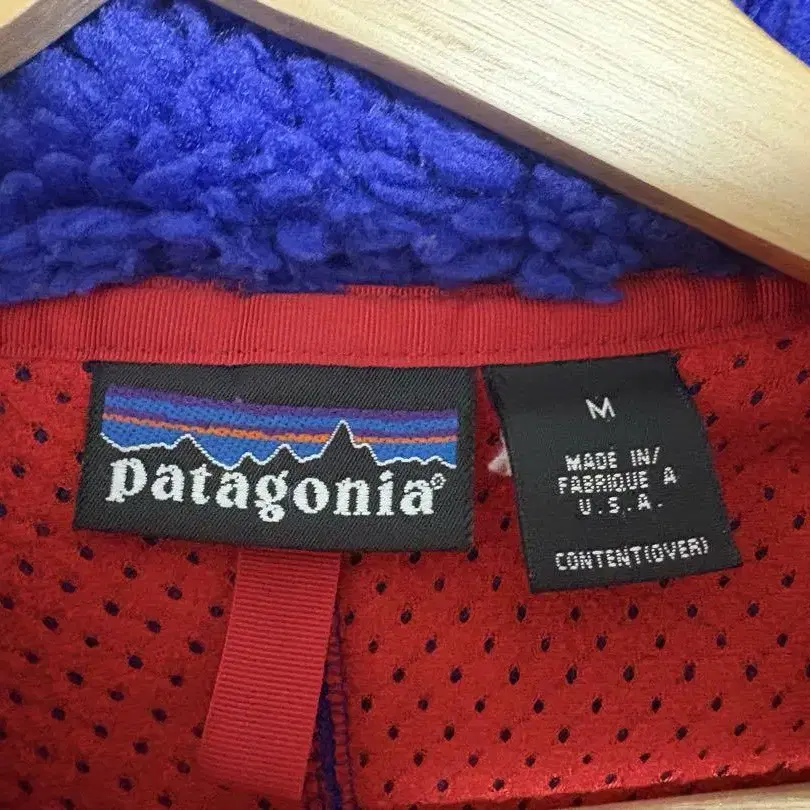 patagonia®
M
MADE IN/
FABRIQUE A
U.S.A.
CONTENT(OVER)